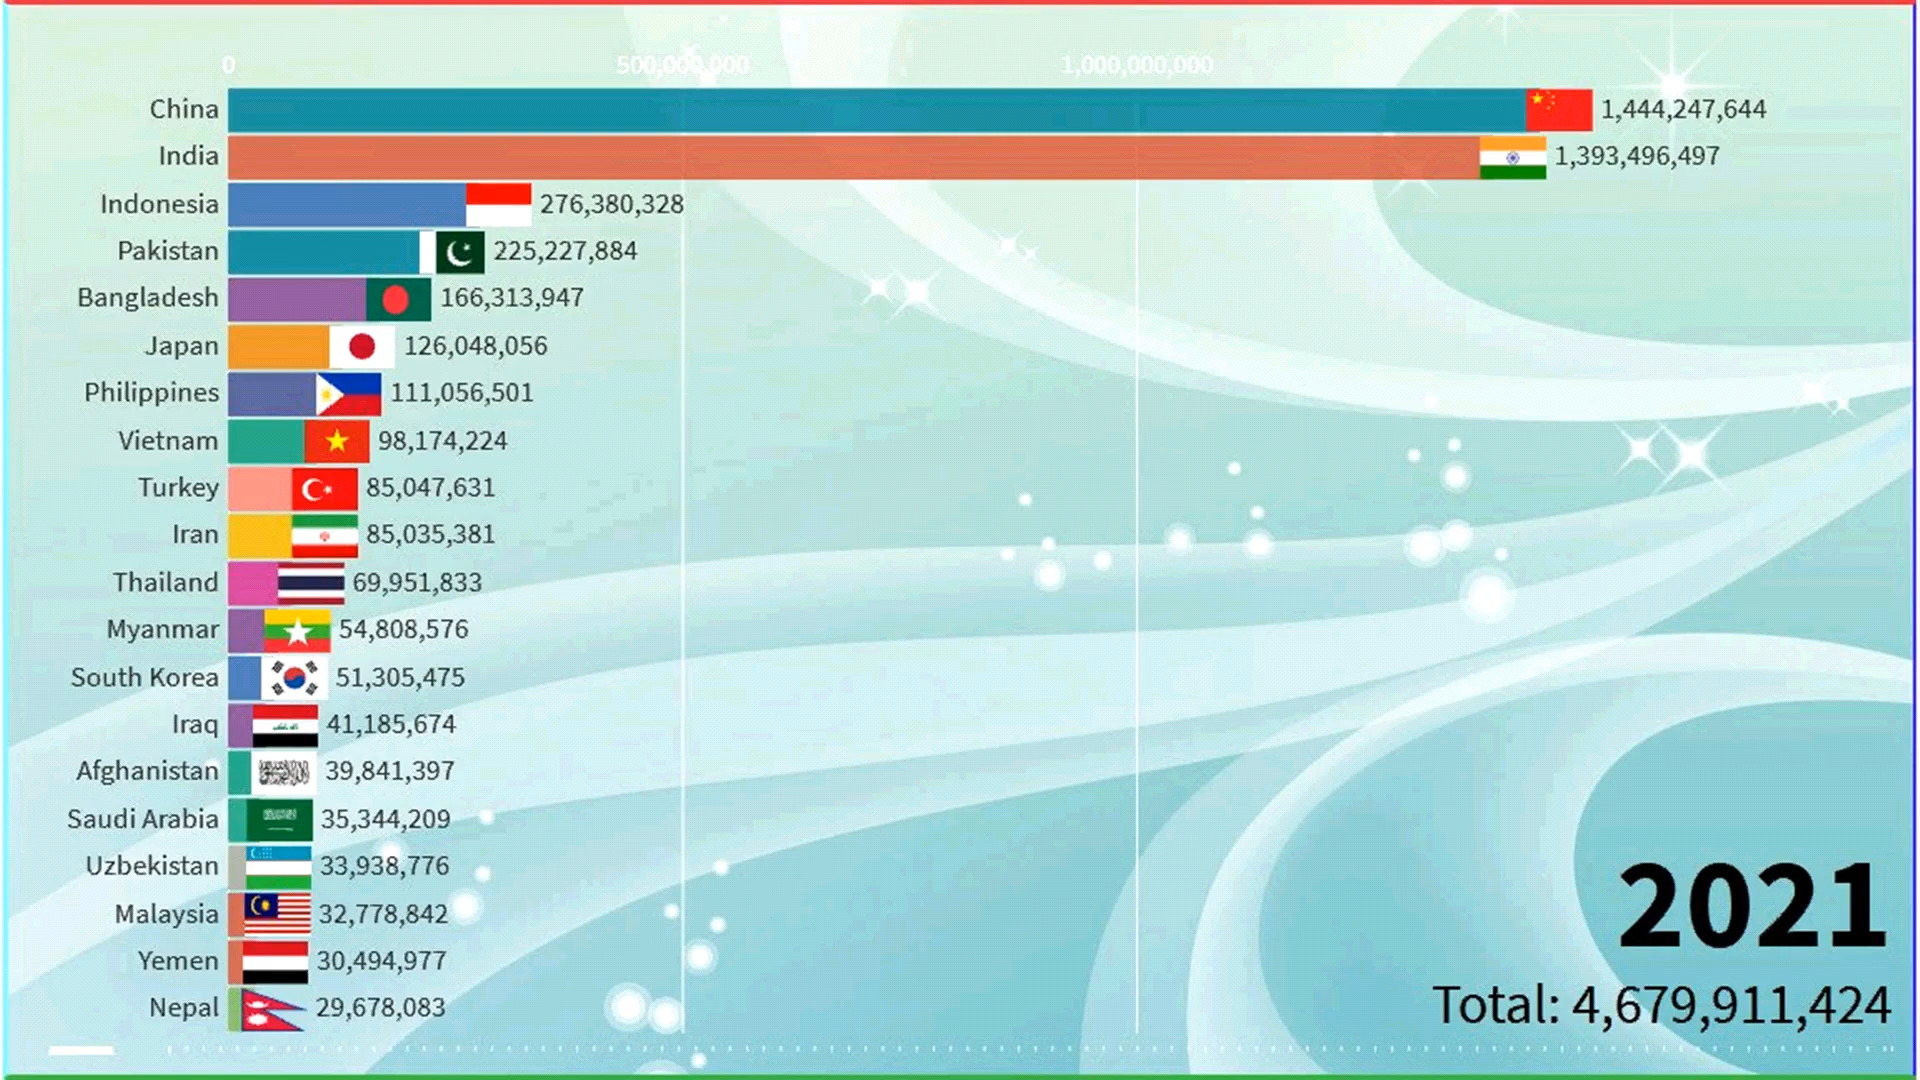 0 500,000,000 1,000,000,000
China 1,444,247,644
India 1,393,496,497
Indonesia 276,380,328
Pakistan 225,227,884
Bangladesh 166,313,947
Japan 126,048,056
Philippines 111,056,501
Vietnam 98,174,224
Turkey 85,047,631
Iran 85,035,381
Thailand 69,951,833
Myanmar 54,808,576
South Korea 51,305,475
Iraq 41,185,674
Afghanistan 39,841,397
Saudi Arabia 35,344,209
Uzbekistan 33,938,776
Malaysia 32,778,842
Yemen 30,494,977
Nepal 29,678,083
2021
Total: 4,679,911,424